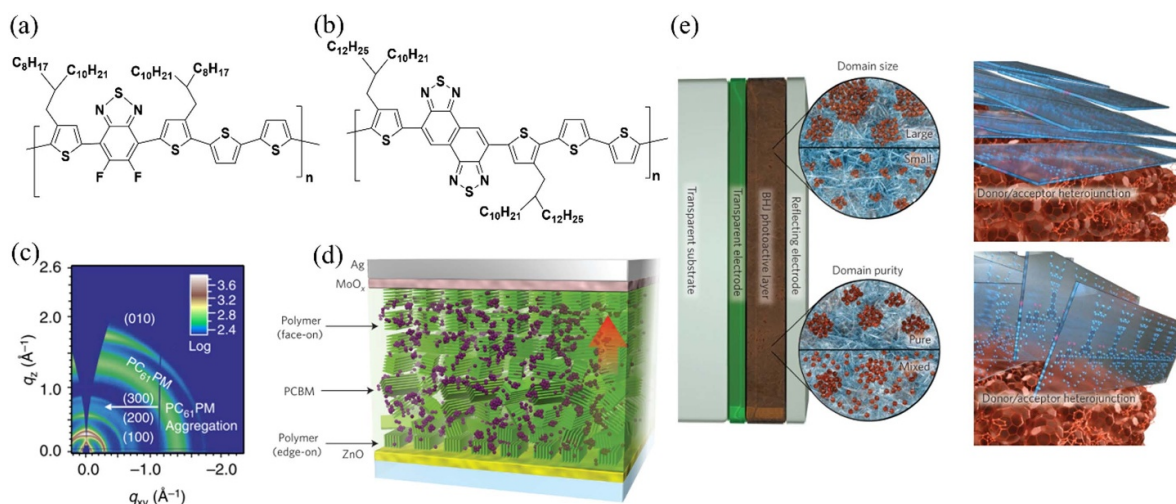 (a)
C8H17
C10H21
C10H21
C8H17
S
N
N
S
S
S
S
F
F
n
(b)
C12H25
C10H21
S
N
N
S
S
S
S
N
N
S
n
C10H21
C12H25
(c)
2.6
2.0
1.0
0.0
qz (Å−1)
3.6
3.2
2.8
2.4
Log
(010)
PC61PM
(300)
(200)
(100)
PC61PM
Aggregation
0.0
−1.0
−2.0
qxy (Å−1)
(d)
Ag
MoOx
Polymer
(face-on)
PCBM
Polymer
(edge-on)
ZnO
(e)
Transparent substrate
Transparent electrode
BHJ photoactive layer
Reflecting electrode
Domain size
Large
Small
Domain purity
Pure
Mixed
Donor/acceptor heterojunction
Donor/acceptor heterojunction